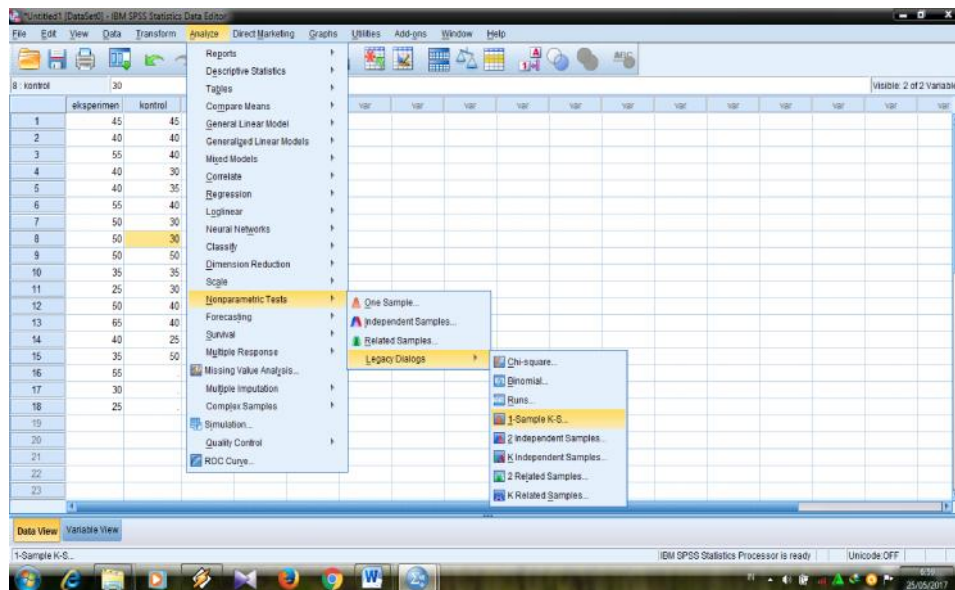 *Untitled1 [DataSet0] - IBM SPSS Statistics Data Editor
File Edit View Data Transform Analyze Direct Marketing Graphs Utilities Add-ons Window Help
8 : kontrol 30 Visible: 2 of 2 Variable
eksperimen kontrol var var var var var var var var var var
1 45 45
2 40 40
3 55 40
4 40 30
5 40 35
6 55 40
7 50 30
8 50 30
9 50 50
10 35 35
11 25 30
12 50 40
13 65 40
14 40 25
15 35 50
16 55 .
17 30 .
18 25 .
19
20
21
22
23
Reports
Descriptive Statistics
Tables
Compare Means
General Linear Model
Generalized Linear Models
Mixed Models
Correlate
Regression
Loglinear
Neural Networks
Classify
Dimension Reduction
Scale
Nonparametric Tests
Forecasting
Survival
Multiple Response
Missing Value Analysis...
Multiple Imputation
Complex Samples
Simulation...
Quality Control
ROC Curve...
One Sample...
Independent Samples...
Related Samples...
Legacy Dialogs
Chi-square...
Binomial...
Runs...
1-Sample K-S...
2 Independent Samples...
K Independent Samples...
2 Related Samples...
K Related Samples...
Data View Variable View
1-Sample K-S... IBM SPSS Statistics Processor is ready Unicode:OFF
25/05/2017